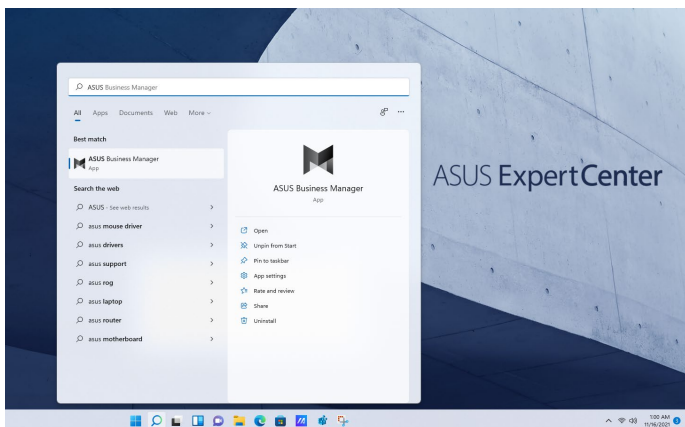 ASUS Business Manager
All Apps Documents Web More
Best match
ASUS Business Manager
App
Search the web
ASUS - See web results
asus mouse driver
asus drivers
asus support
asus rog
asus laptop
asus router
asus motherboard
ASUS Business Manager
App
Open
Unpin from Start
Pin to taskbar
App settings
Rate and review
Share
Uninstall
ASUS ExpertCenter
1:00 AM
11/16/2021
3